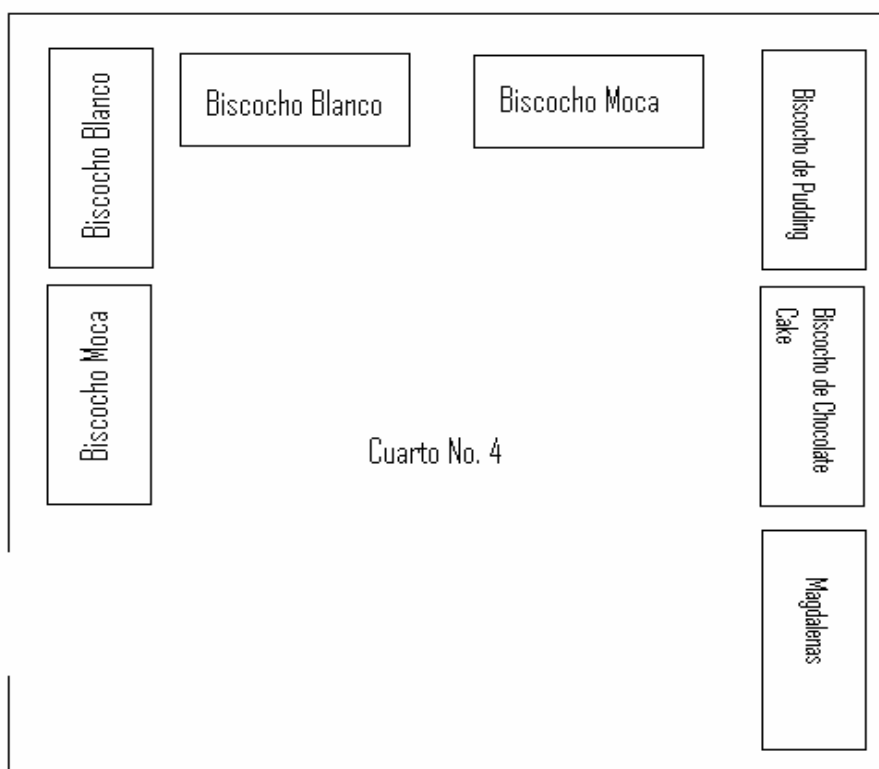 Biscocho Blanco
Biscocho Blanco
Biscocho Moca
Biscocho de Pudding
Biscocho Moca
Biscocho de Chocolate
Cake
Cuarto No. 4
Magdalenas